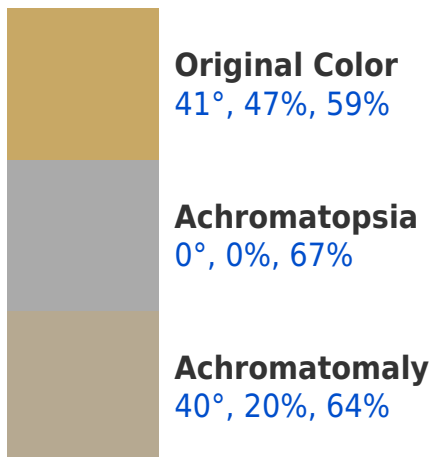 Original Color
41°, 47%, 59%
Achromatopsia
0°, 0%, 67%
Achromatomaly
40°, 20%, 64%